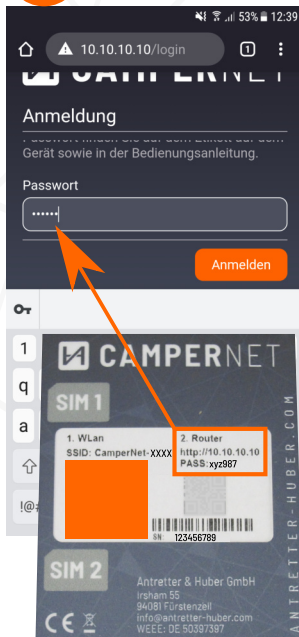 53% 12:39
10.10.10.10/login
1
CAMPERNET
Anmeldung
Passwort finden Sie auf dem Etikett auf dem
Gerät sowie in der Bedienungsanleitung.
Passwort
••••••
Anmelden
1
q
a
!@#
CAMPERNET
SIM 1
1. WLan
SSID: CamperNet-XXXX
2. Router
http://10.10.10.10
PASS:xyz987
SN: 123456789
SIM 2
Antretter & Huber GmbH
Irsham 55
94081 Fürstenzell
info@antretter-huber.com
WEEE: DE 50397397
CE
ANTRETTER-HUBER.COM